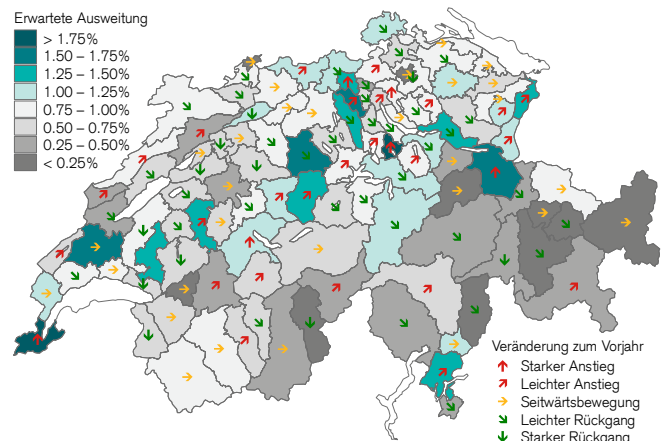 Erwartete Ausweitung
> 1.75%
1.50 – 1.75%
1.25 – 1.50%
1.00 – 1.25%
0.75 – 1.00%
0.50 – 0.75%
0.25 – 0.50%
< 0.25%
Veränderung zum Vorjahr
Starker Anstieg
Leichter Anstieg
Seitwärtsbewegung
Leichter Rückgang
Starker Rückgang